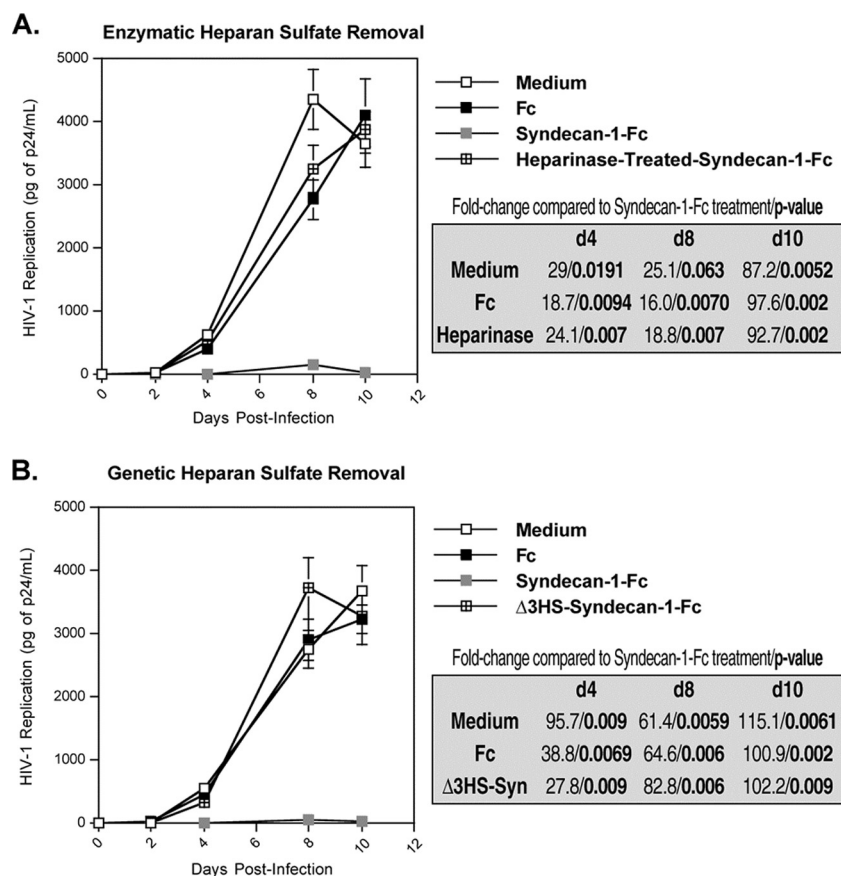 A.
Enzymatic Heparan Sulfate Removal
HIV-1 Replication (pg of p24/mL)
5000
4000
3000
2000
1000
0
0 2 4 6 8 10 12
Days Post-Infection
Medium
Fc
Syndecan-1-Fc
Heparinase-Treated-Syndecan-1-Fc
Fold-change compared to Syndecan-1-Fc treatment/p-value
d4 d8 d10
Medium 29/0.0191 25.1/0.063 87.2/0.0052
Fc 18.7/0.0094 16.0/0.0070 97.6/0.002
Heparinase 24.1/0.007 18.8/0.007 92.7/0.002
B.
Genetic Heparan Sulfate Removal
HIV-1 Replication (pg of p24/mL)
5000
4000
3000
2000
1000
0
0 2 4 6 8 10 12
Days Post-Infection
Medium
Fc
Syndecan-1-Fc
Δ3HS-Syndecan-1-Fc
Fold-change compared to Syndecan-1-Fc treatment/p-value
d4 d8 d10
Medium 95.7/0.009 61.4/0.0059 115.1/0.0061
Fc 38.8/0.0069 64.6/0.006 100.9/0.002
Δ3HS-Syn 27.8/0.009 82.8/0.006 102.2/0.009